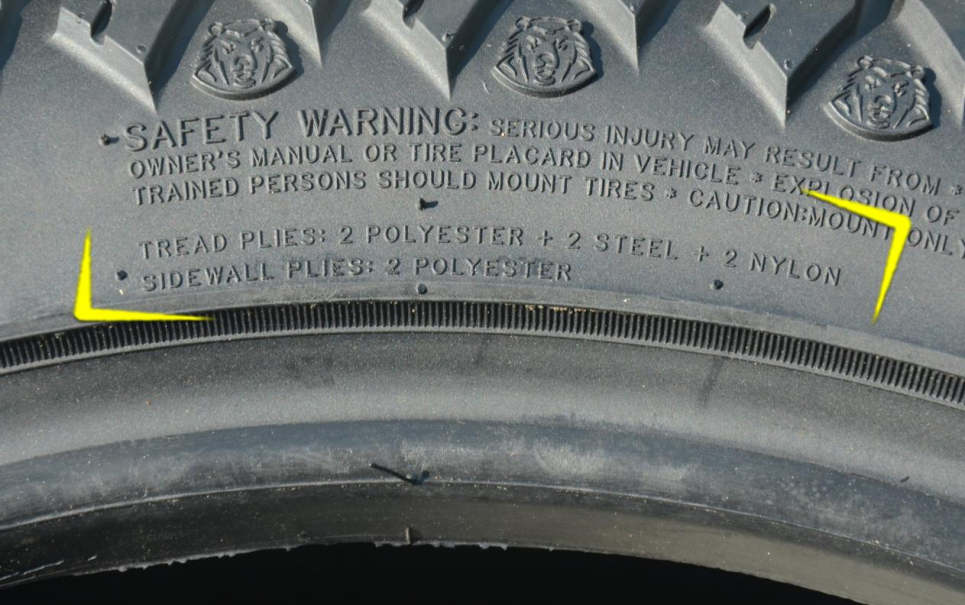 SAFETY WARNING: SERIOUS INJURY MAY RESULT FROM *
OWNER'S MANUAL OR TIRE PLACARD IN VEHICLE * EXPLOSION OF
TRAINED PERSONS SHOULD MOUNT TIRES * CAUTION:MOUNT ONLY
TREAD PLIES: 2 POLYESTER + 2 STEEL + 2 NYLON
SIDEWALL PLIES: 2 POLYESTER